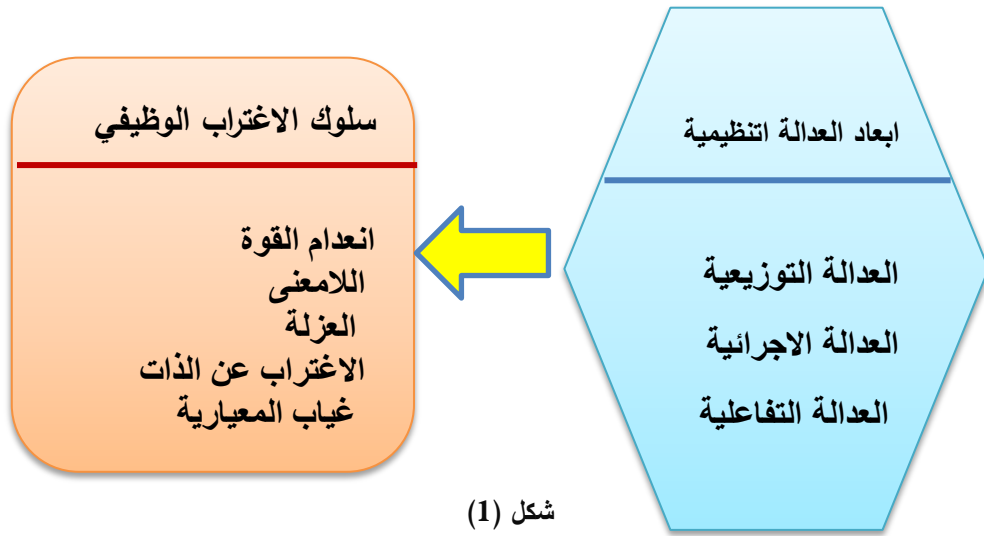 ابعاد العدالة اتنظيمية
العدالة التوزيعية
العدالة الاجرائية
العدالة التفاعلية
سلوك الاغتراب الوظيفي
انعدام القوة
اللامعنى
العزلة
الاغتراب عن الذات
غياب المعيارية
شكل (1)